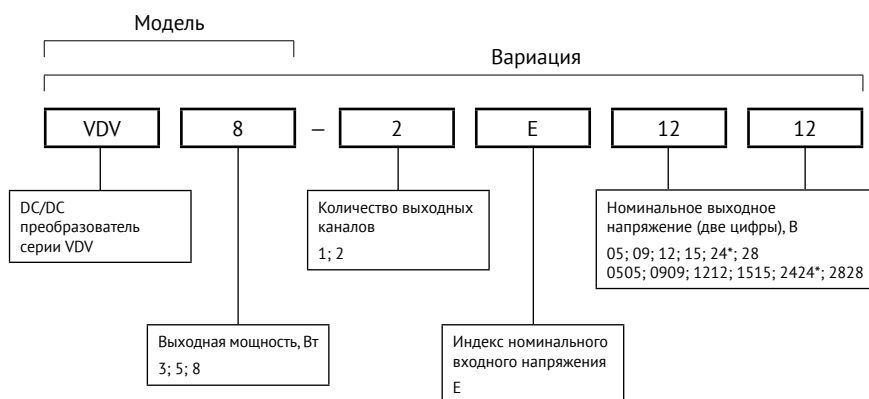 Модель
Вариация
VDV 8 – 2 E 12 12
DC/DC
преобразователь
серии VDV
Количество выходных
каналов
1; 2
Номинальное выходное
напряжение (две цифры), В
05; 09; 12; 15; 24*; 28
0505; 0909; 1212; 1515; 2424*; 2828
Выходная мощность, Вт
3; 5; 8
Индекс номинального
входного напряжения
Е